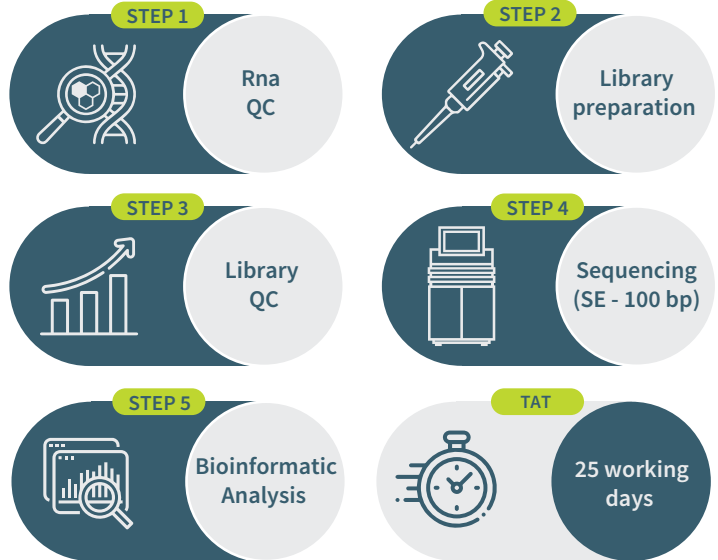 STEP 1
Rna
QC
STEP 2
Library
preparation
STEP 3
Library
QC
STEP 4
Sequencing
(SE - 100 bp)
STEP 5
Bioinformatic
Analysis
TAT
25 working
days